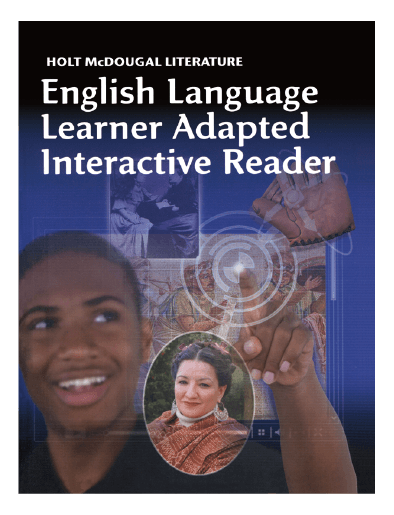 HOLT McDOUGAL LITERATURE
English Language
Learner Adapted
Interactive Reader